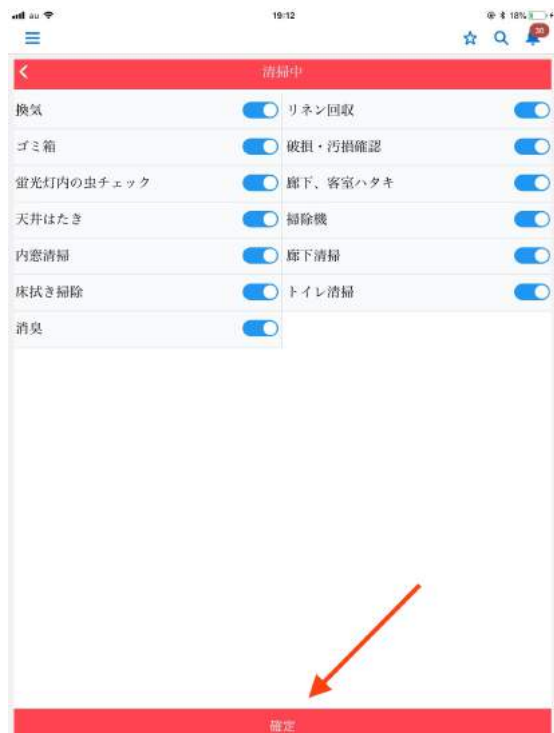 au 19:12 18%
30
清掃中
換気 リネン回収
ゴミ箱 破損・汚損確認
蛍光灯内の虫チェック 廊下、客室ハタキ
天井はたき 掃除機
内窓清掃 廊下清掃
床拭き掃除 トイレ清掃
消臭
確定